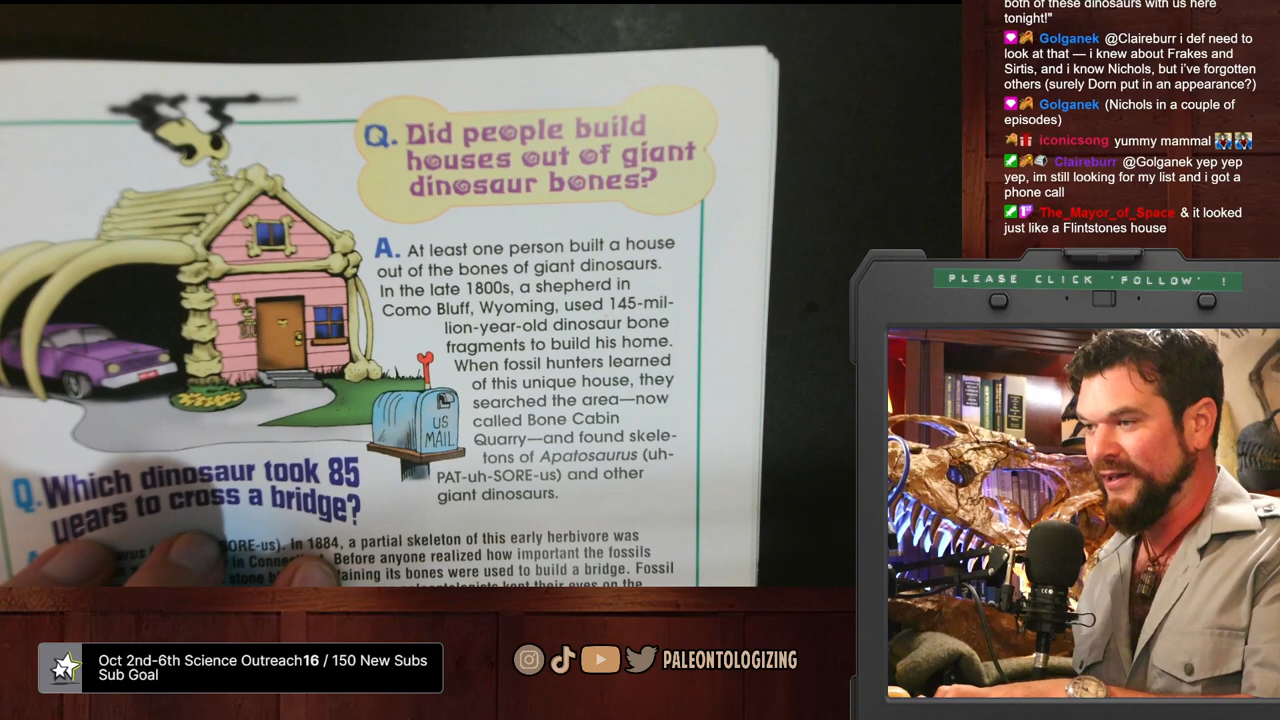 both of these dinosaurs with us here
tonight!"
Golganek @Claireburr i def need to
look at that — i knew about Frakes and
Sirtis, and i know Nichols, but i've forgotten
others (surely Dorn put in an appearance?)
Golganek (Nichols in a couple of
episodes)
iconicsong yummy mammal
Claireburr @Golganek yep yep
yep, im still looking for my list and i got a
phone call
The_Mayor_of_Space & it looked
just like a Flintstones house
PLEASE CLICK 'FOLLOW' !
Q. Did people build
houses out of giant
dinosaur bones?
A. At least one person built a house
out of the bones of giant dinosaurs.
In the late 1800s, a shepherd in
Como Bluff, Wyoming, used 145-mil-
lion-year-old dinosaur bone
fragments to build his home.
When fossil hunters learned
of this unique house, they
searched the area—now
called Bone Cabin
Quarry—and found skele-
tons of Apatosaurus (uh-
PAT-uh-SORE-us) and other
giant dinosaurs.
US
MAIL
Q. Which dinosaur took 85
years to cross a bridge?
SORE-us). In 1884, a partial skeleton of this early herbivore was
in Before anyone realized how important the fossils
stone taining its bones were used to build a bridge. Fossil
kept their eyes on the
Oct 2nd-6th Science Outreach16 / 150 New Subs
Sub Goal
PALEONTOLOGIZING